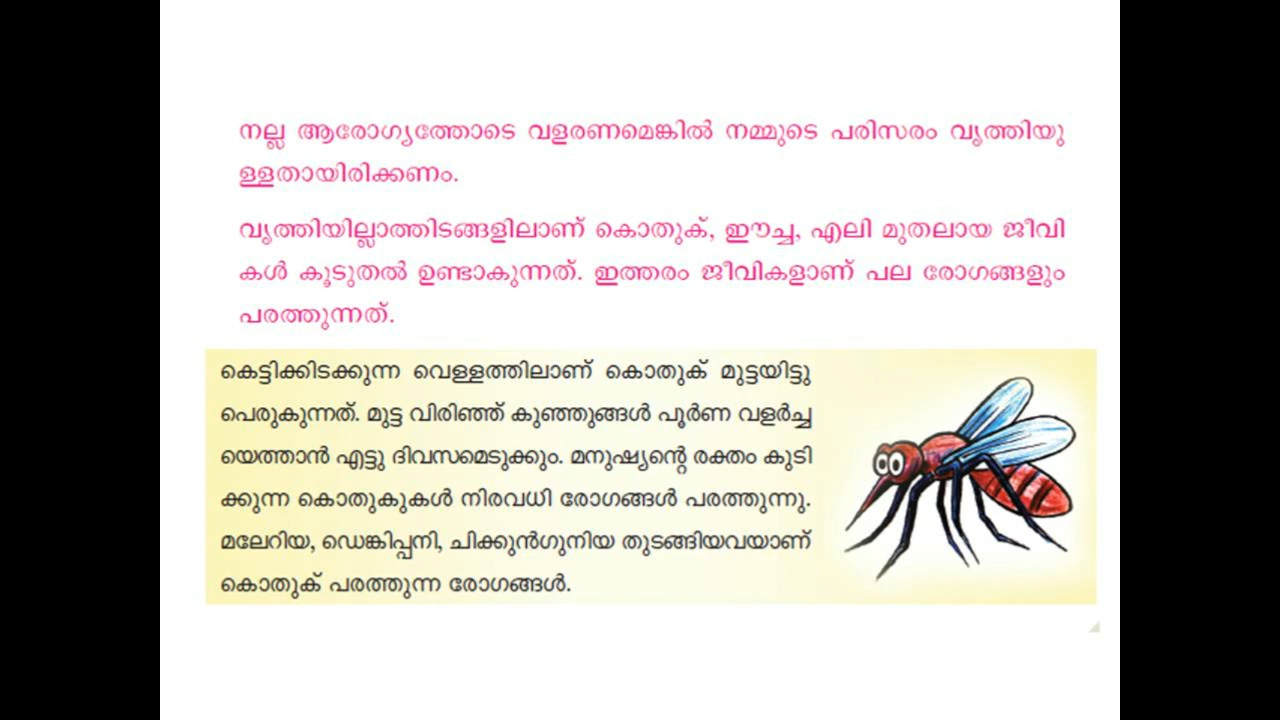 നല്ല ആരോഗ്യത്തോടെ വളരണമെങ്കിൽ നമ്മുടെ പരിസരം വൃത്തിയു
ള്ളതായിരിക്കണം.
വൃത്തിയില്ലാത്തിടങ്ങളിലാണ് കൊതുക്, ഈച്ച, എലി മുതലായ ജീവി
കൾ കൂടുതൽ ഉണ്ടാകുന്നത്. ഇത്തരം ജീവികളാണ് പല രോഗങ്ങളും
പരത്തുന്നത്.
കെട്ടിക്കിടക്കുന്ന വെള്ളത്തിലാണ് കൊതുക് മുട്ടയിട്ടു
പെരുകുന്നത്. മുട്ട വിരിഞ്ഞ് കുഞ്ഞുങ്ങൾ പൂർണ വളർച്ച
യെത്താൻ എട്ടു ദിവസമെടുക്കും. മനുഷ്യന്റെ രക്തം കുടി
ക്കുന്ന കൊതുകുകൾ നിരവധി രോഗങ്ങൾ പരത്തുന്നു.
മലേറിയ, ഡെങ്കിപ്പനി, ചിക്കുൻഗുനിയ തുടങ്ങിയവയാണ്
കൊതുക് പരത്തുന്ന രോഗങ്ങൾ.